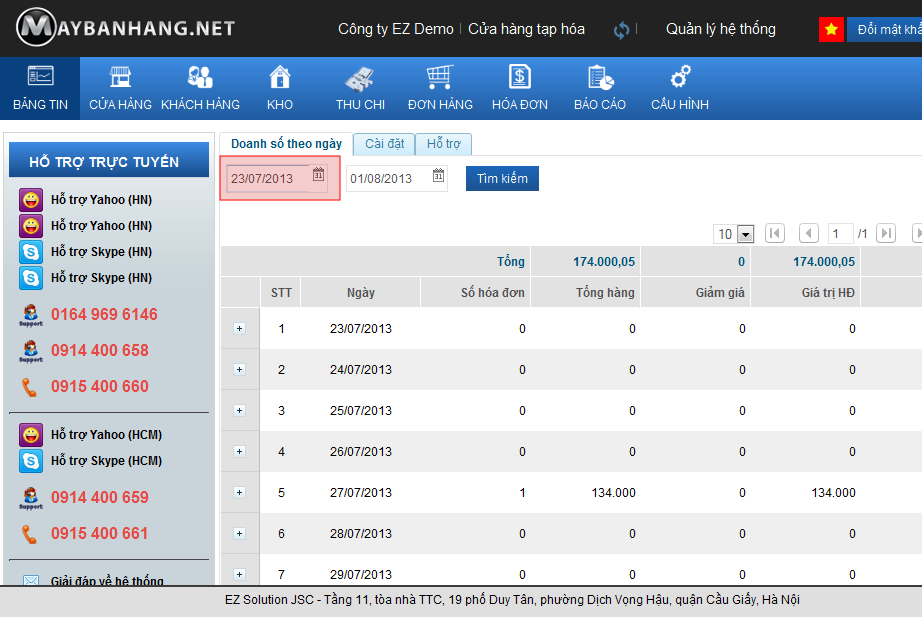 MAYBANHANG.NET
Công ty EZ Demo | Cửa hàng tạp hóa | Quản lý hệ thống
Đổi mật khẩ
BẢNG TIN CỬA HÀNG KHÁCH HÀNG KHO THU CHI ĐƠN HÀNG HÓA ĐƠN BÁO CÁO CẤU HÌNH
HỖ TRỢ TRỰC TUYẾN
Hỗ trợ Yahoo (HN)
Hỗ trợ Yahoo (HN)
Hỗ trợ Skype (HN)
Hỗ trợ Skype (HN)
Support 0164 969 6146
Support 0914 400 658
0915 400 660
Hỗ trợ Yahoo (HCM)
Hỗ trợ Skype (HCM)
Support 0914 400 659
0915 400 661
Giải đáp về hệ thống
Doanh số theo ngày Cài đặt Hỗ trợ
23/07/2013 31 01/08/2013 31 Tìm kiếm
10 1 /1
Tổng 174.000,05 0 174.000,05
STT Ngày Số hóa đơn Tổng hàng Giảm giá Giá trị HĐ
+ 1 23/07/2013 0 0 0 0
+ 2 24/07/2013 0 0 0 0
+ 3 25/07/2013 0 0 0 0
+ 4 26/07/2013 0 0 0 0
+ 5 27/07/2013 1 134.000 0 134.000
+ 6 28/07/2013 0 0 0 0
+ 7 29/07/2013 0 0 0 0
EZ Solution JSC - Tầng 11, tòa nhà TTC, 19 phố Duy Tân, phường Dịch Vọng Hậu, quận Cầu Giấy, Hà Nội